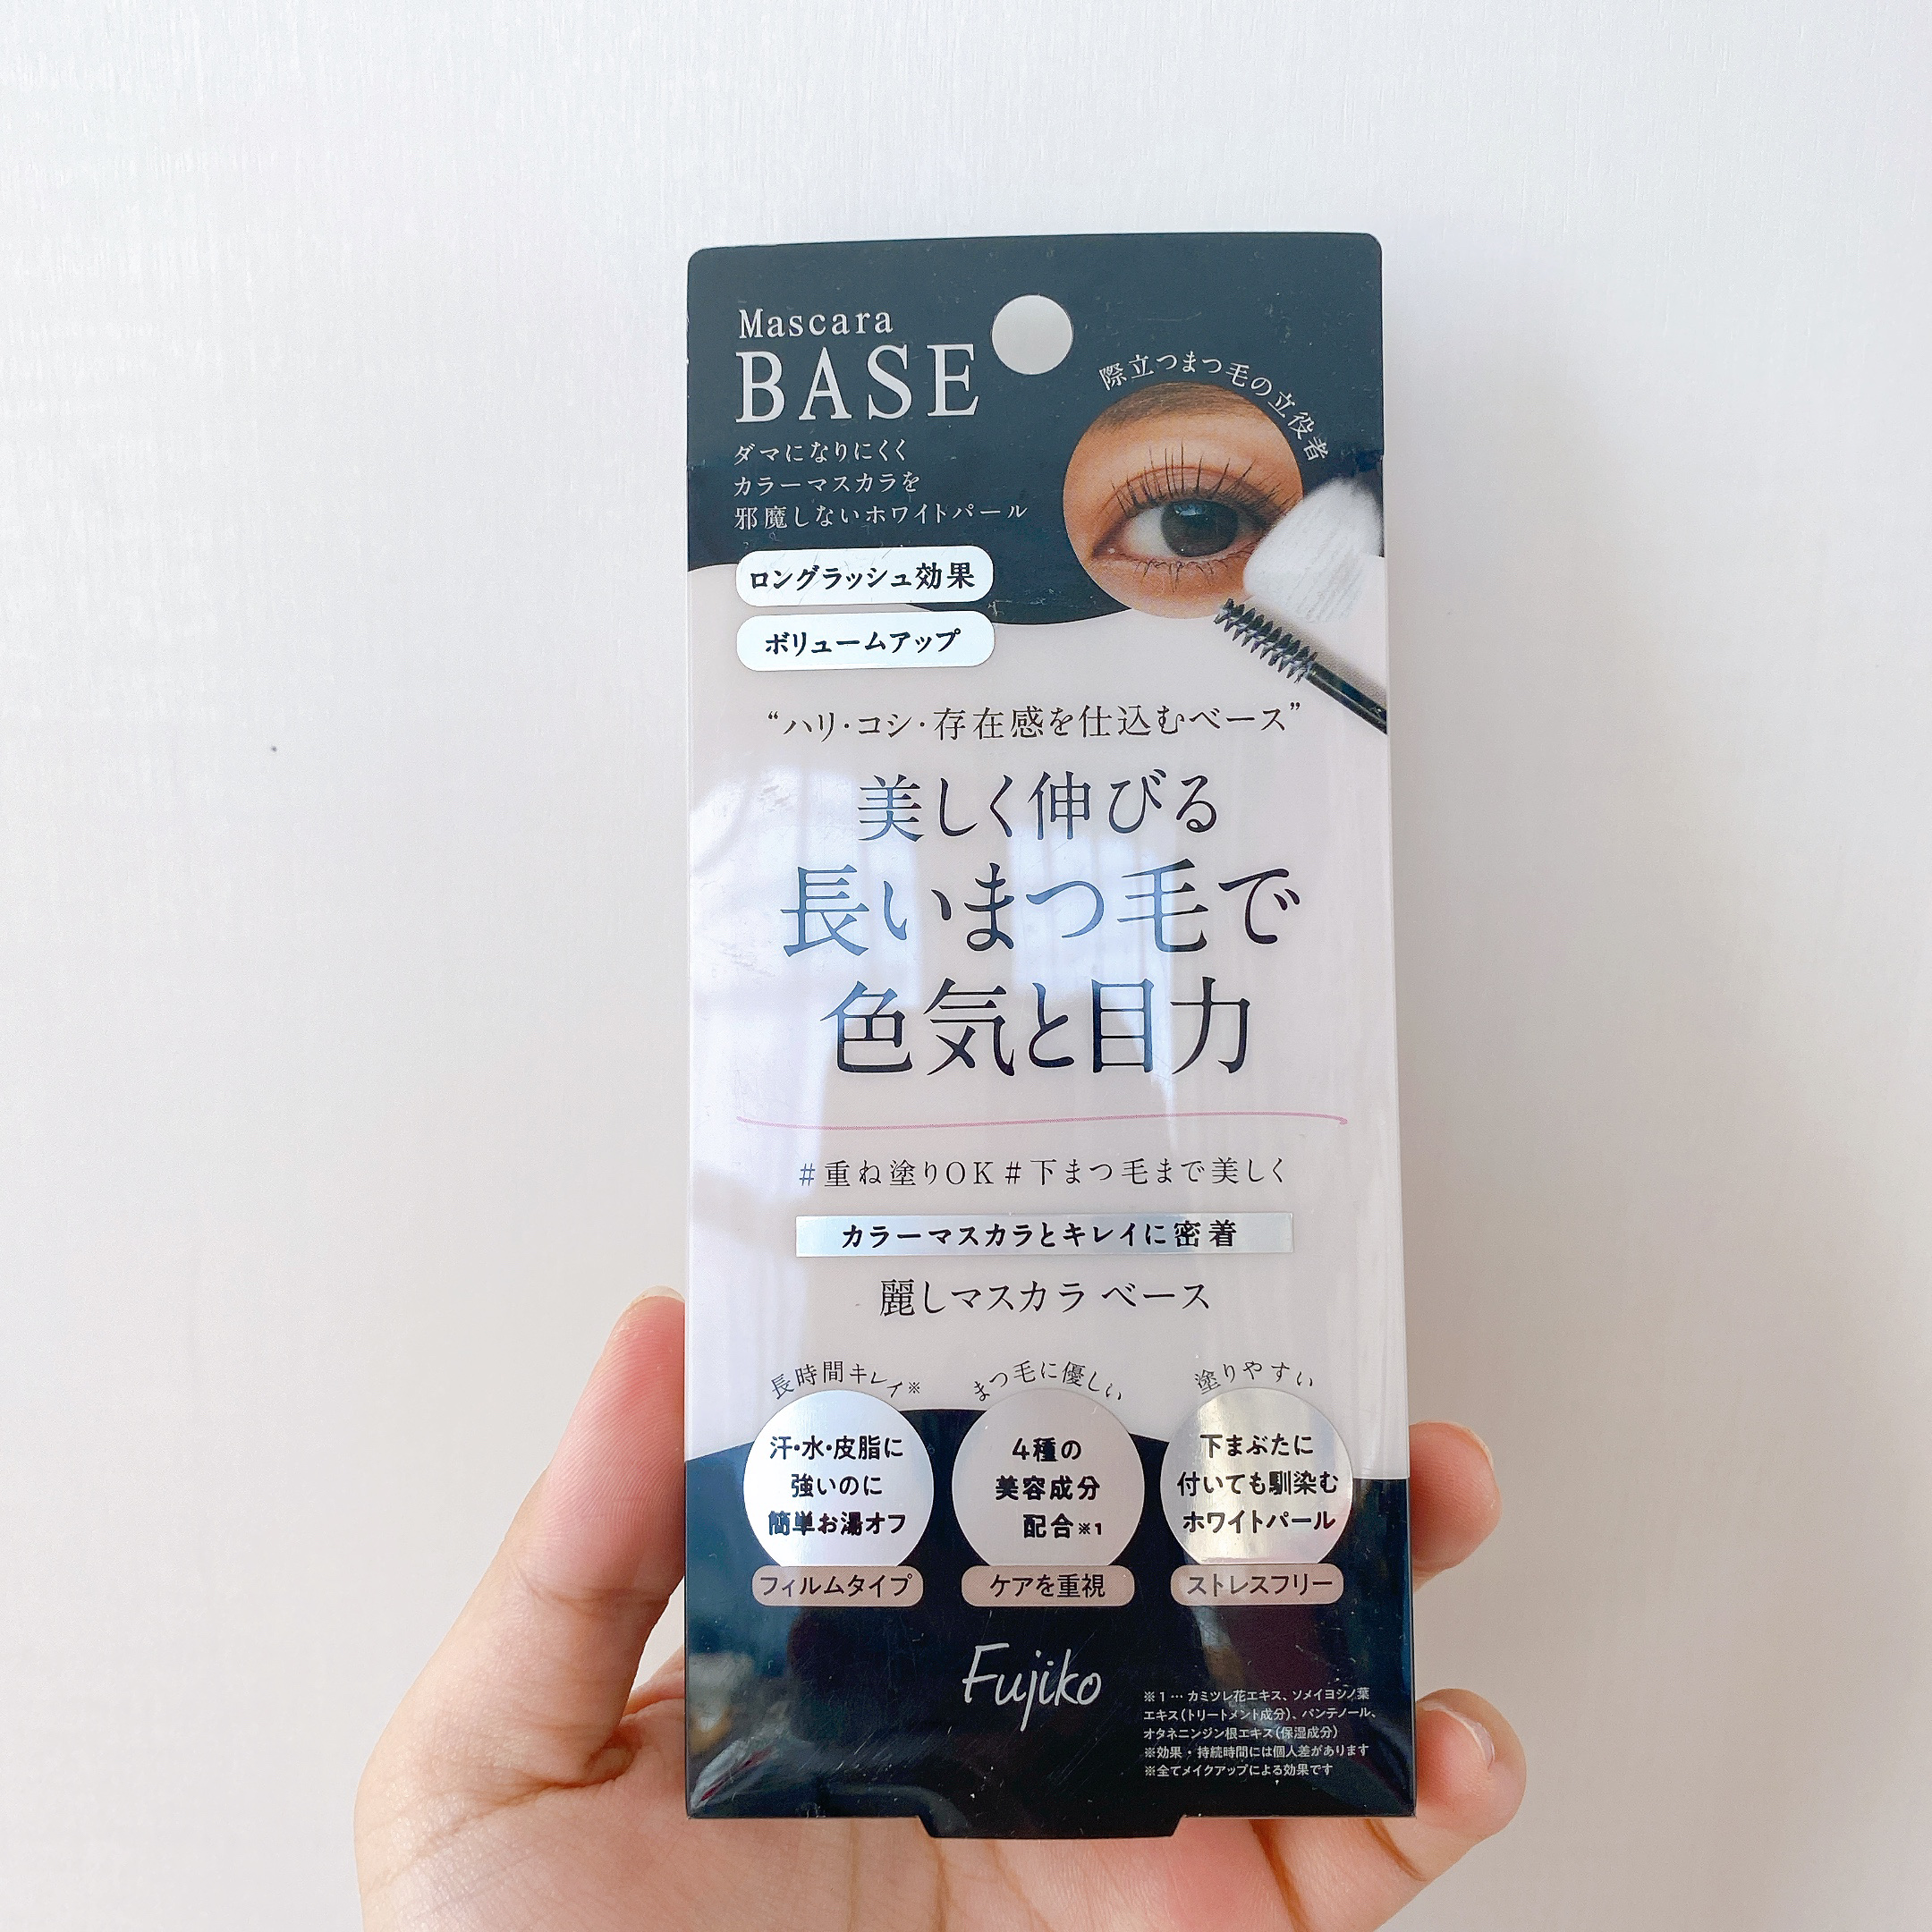 Mascara
BASE
際立つまつ毛の立役者
ダマになりにくく
カラーマスカラを
邪魔しないホワイトパール
ロングラッシュ効果
ボリュームアップ
“ハリ・コシ・存在感を仕込むベース”
美しく伸びる
長いまつ毛で
色気と目力
#重ね塗りOK #下まつ毛まで美しく
カラーマスカラとキレイに密着
麗しマスカラ ベース
長時間キレイ※
汗・水・皮脂に
強いのに
簡単お湯オフ
フィルムタイプ
まつ毛に優しい
4種の
美容成分
配合※1
ケアを重視
塗りやすい
下まぶたに
付いても馴染む
ホワイトパール
ストレスフリー
Fujiko
※1…カミツレ花エキス、ソメイヨシノ葉
エキス(トリートメント成分)、パンテノール、
オタネニンジン根エキス(保湿成分)
※効果・持続時間には個人差があります
※全てメイクアップによる効果です